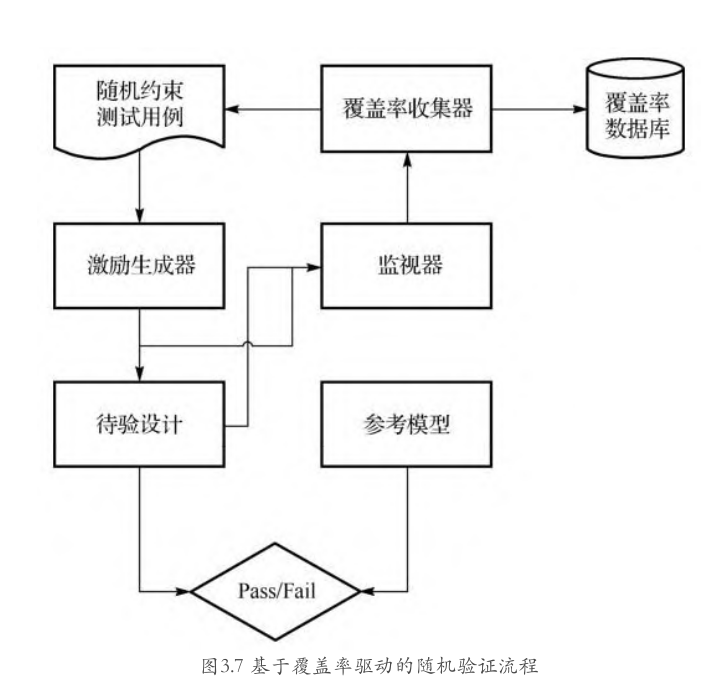 随机约束
测试用例
覆盖率收集器
覆盖率
数据库
激励生成器
监视器
待验设计
参考模型
Pass/Fail
图3.7 基于覆盖率驱动的随机验证流程